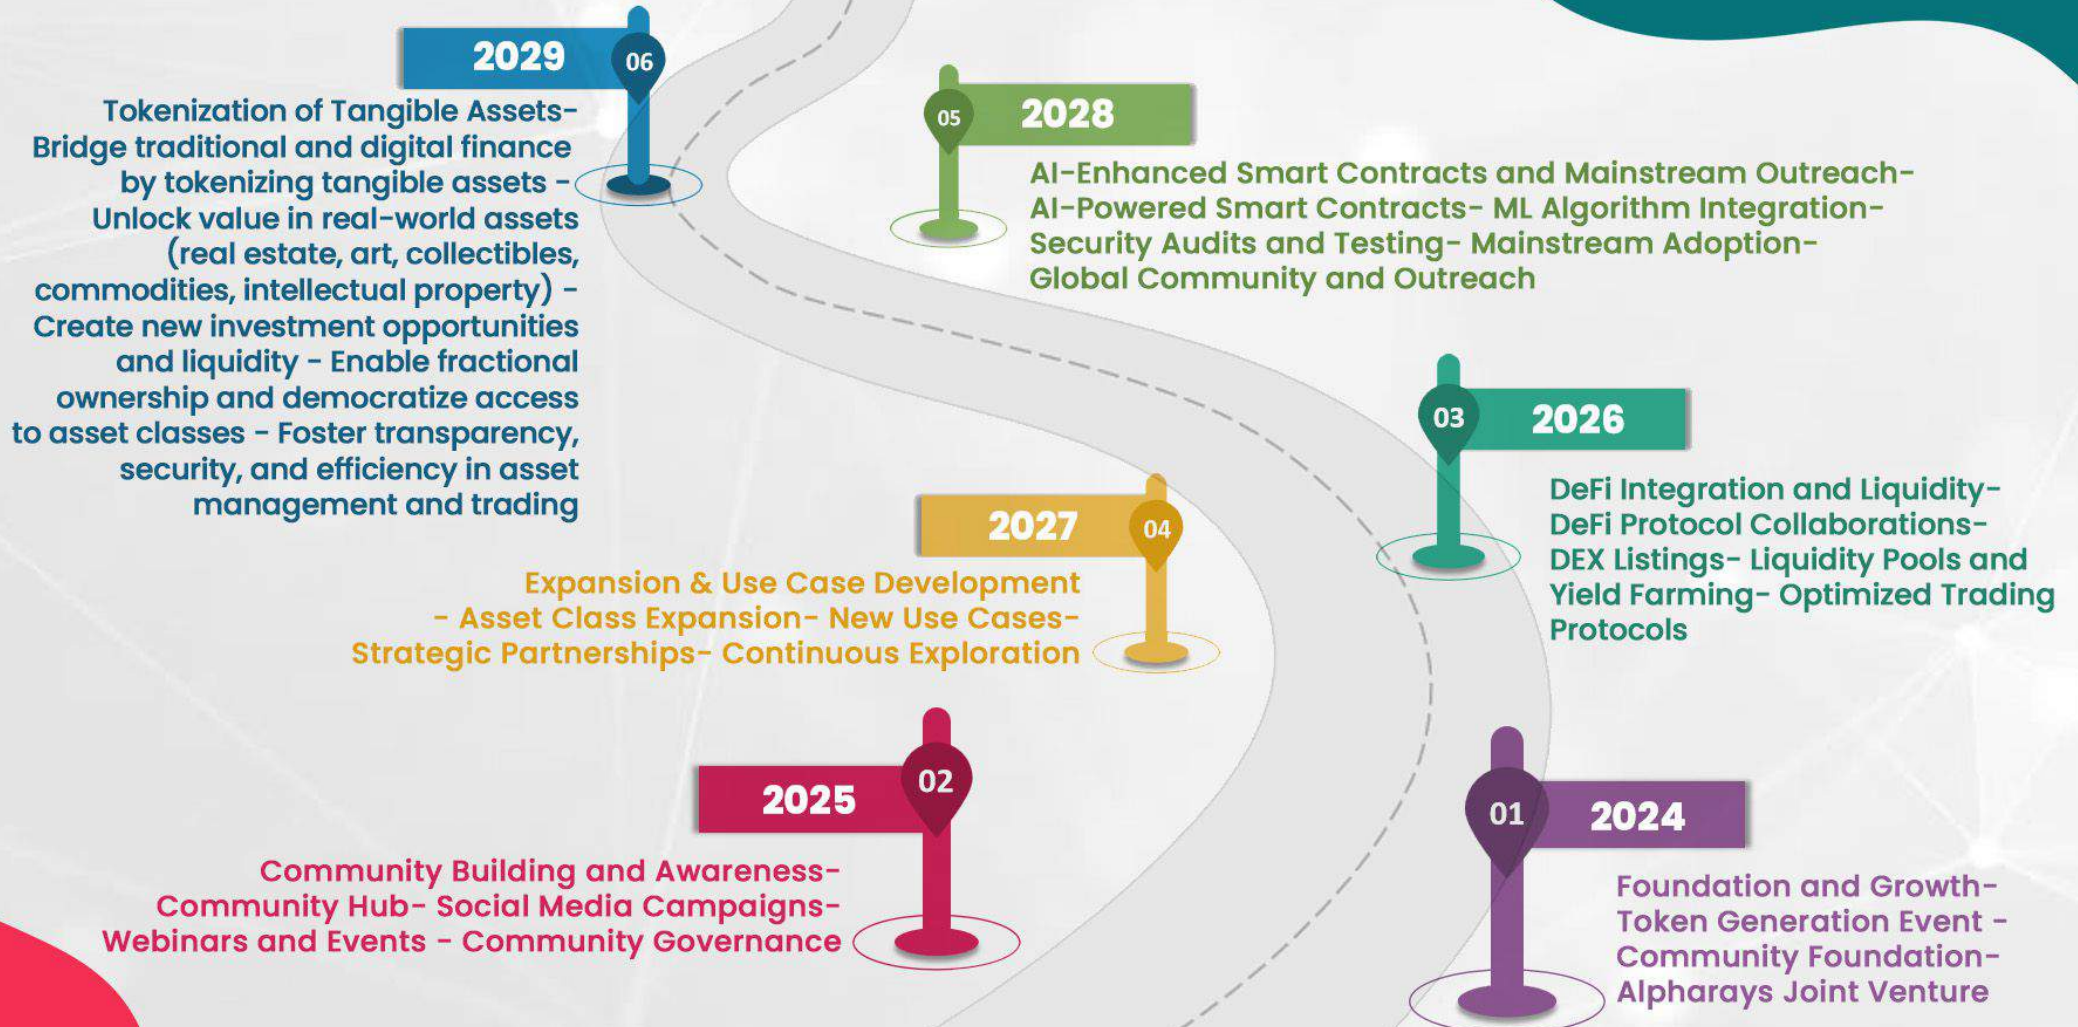 2029
06
Tokenization of Tangible Assets-
Bridge traditional and digital finance
by tokenizing tangible assets -
Unlock value in real-world assets
(real estate, art, collectibles,
commodities, intellectual property) -
Create new investment opportunities
and liquidity - Enable fractional
ownership and democratize access
to asset classes - Foster transparency,
security, and efficiency in asset
management and trading
05
2028
AI-Enhanced Smart Contracts and Mainstream Outreach-
AI-Powered Smart Contracts- ML Algorithm Integration-
Security Audits and Testing- Mainstream Adoption-
Global Community and Outreach
03
2026
DeFi Integration and Liquidity-
DeFi Protocol Collaborations-
DEX Listings- Liquidity Pools and
Yield Farming- Optimized Trading
Protocols
2027
04
Expansion & Use Case Development
- Asset Class Expansion- New Use Cases-
Strategic Partnerships- Continuous Exploration
2025
02
Community Building and Awareness-
Community Hub- Social Media Campaigns-
Webinars and Events - Community Governance
01
2024
Foundation and Growth-
Token Generation Event -
Community Foundation-
Alpharays Joint Venture